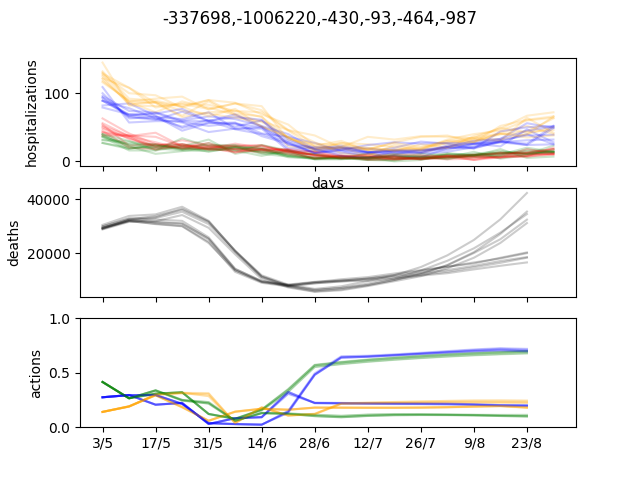 -337698,-1006220,-430,-93,-464,-987
hospitalizations
100
0
days
deaths
40000
20000
actions
1.0
0.5
0.0
3/5 17/5 31/5 14/6 28/6 12/7 26/7 9/8 23/8